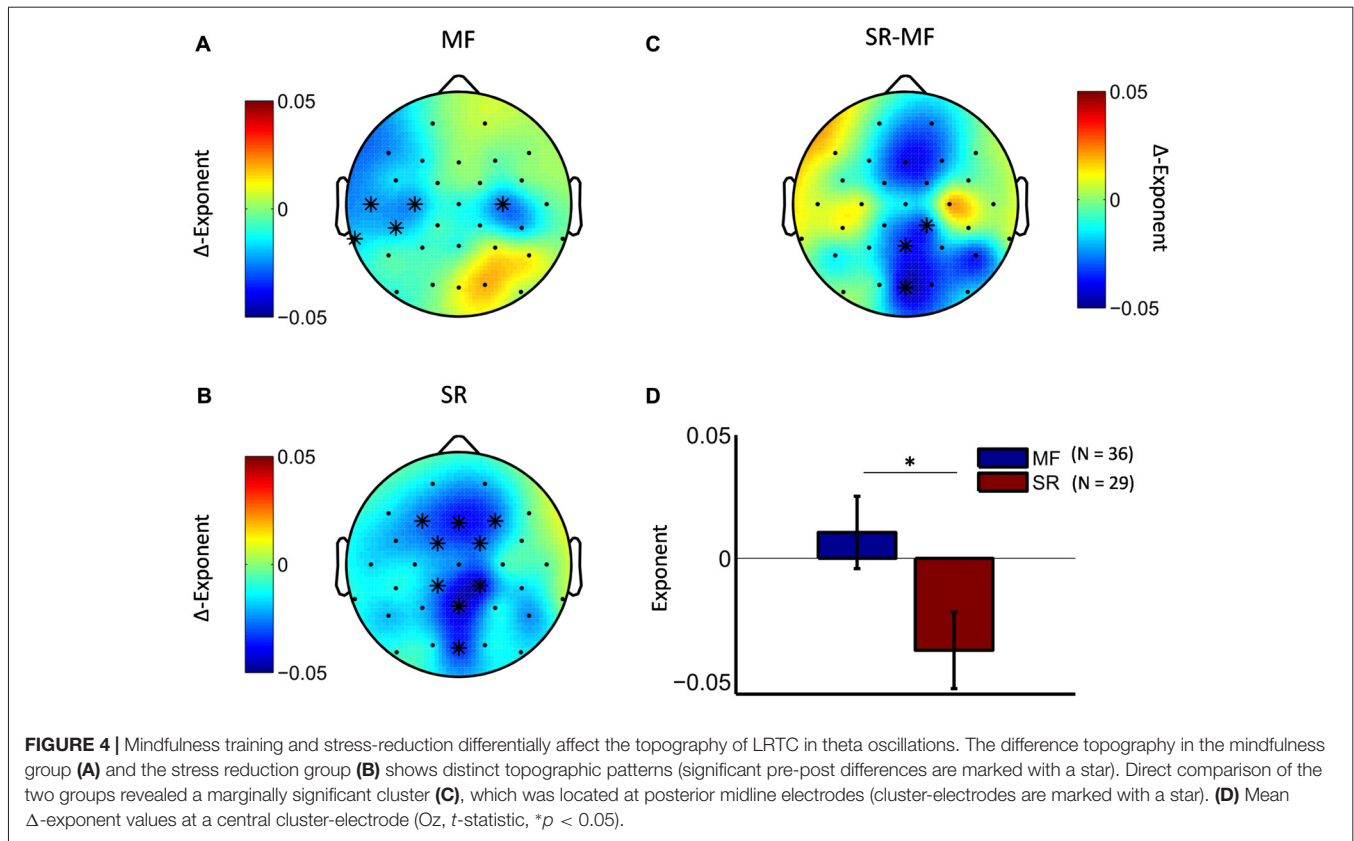 A
MF
0.05
0
−0.05
Δ-Exponent
C
SR-MF
0.05
0
−0.05
Δ-Exponent
B
SR
0.05
0
−0.05
Δ-Exponent
D
0.05
0
−0.05
Exponent
*
MF (N = 36)
SR (N = 29)
FIGURE 4 | Mindfulness training and stress-reduction differentially affect the topography of LRTC in theta oscillations. The difference topography in the mindfulness
group (A) and the stress reduction group (B) shows distinct topographic patterns (significant pre-post differences are marked with a star). Direct comparison of the
two groups revealed a marginally significant cluster (C), which was located at posterior midline electrodes (cluster-electrodes are marked with a star). (D) Mean
Δ-exponent values at a central cluster-electrode (Oz, t-statistic, *p < 0.05).